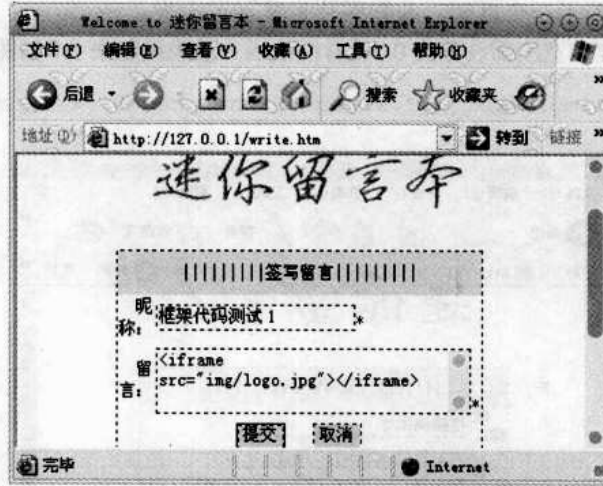 Welcome to 迷你留言本 - Microsoft Internet Explorer
文件(F) 编辑(E) 查看(V) 收藏(A) 工具(T) 帮助(H)
后退 搜索 收藏夹 »
地址(D) http://127.0.0.1/write.htm 转到 链接 »
迷你留言本
||||||||||签写留言||||||||||
昵称: 框架代码测试1 *
留言: <iframe
src="img/logo.jpg"></iframe> *
提交 取消
完毕 Internet